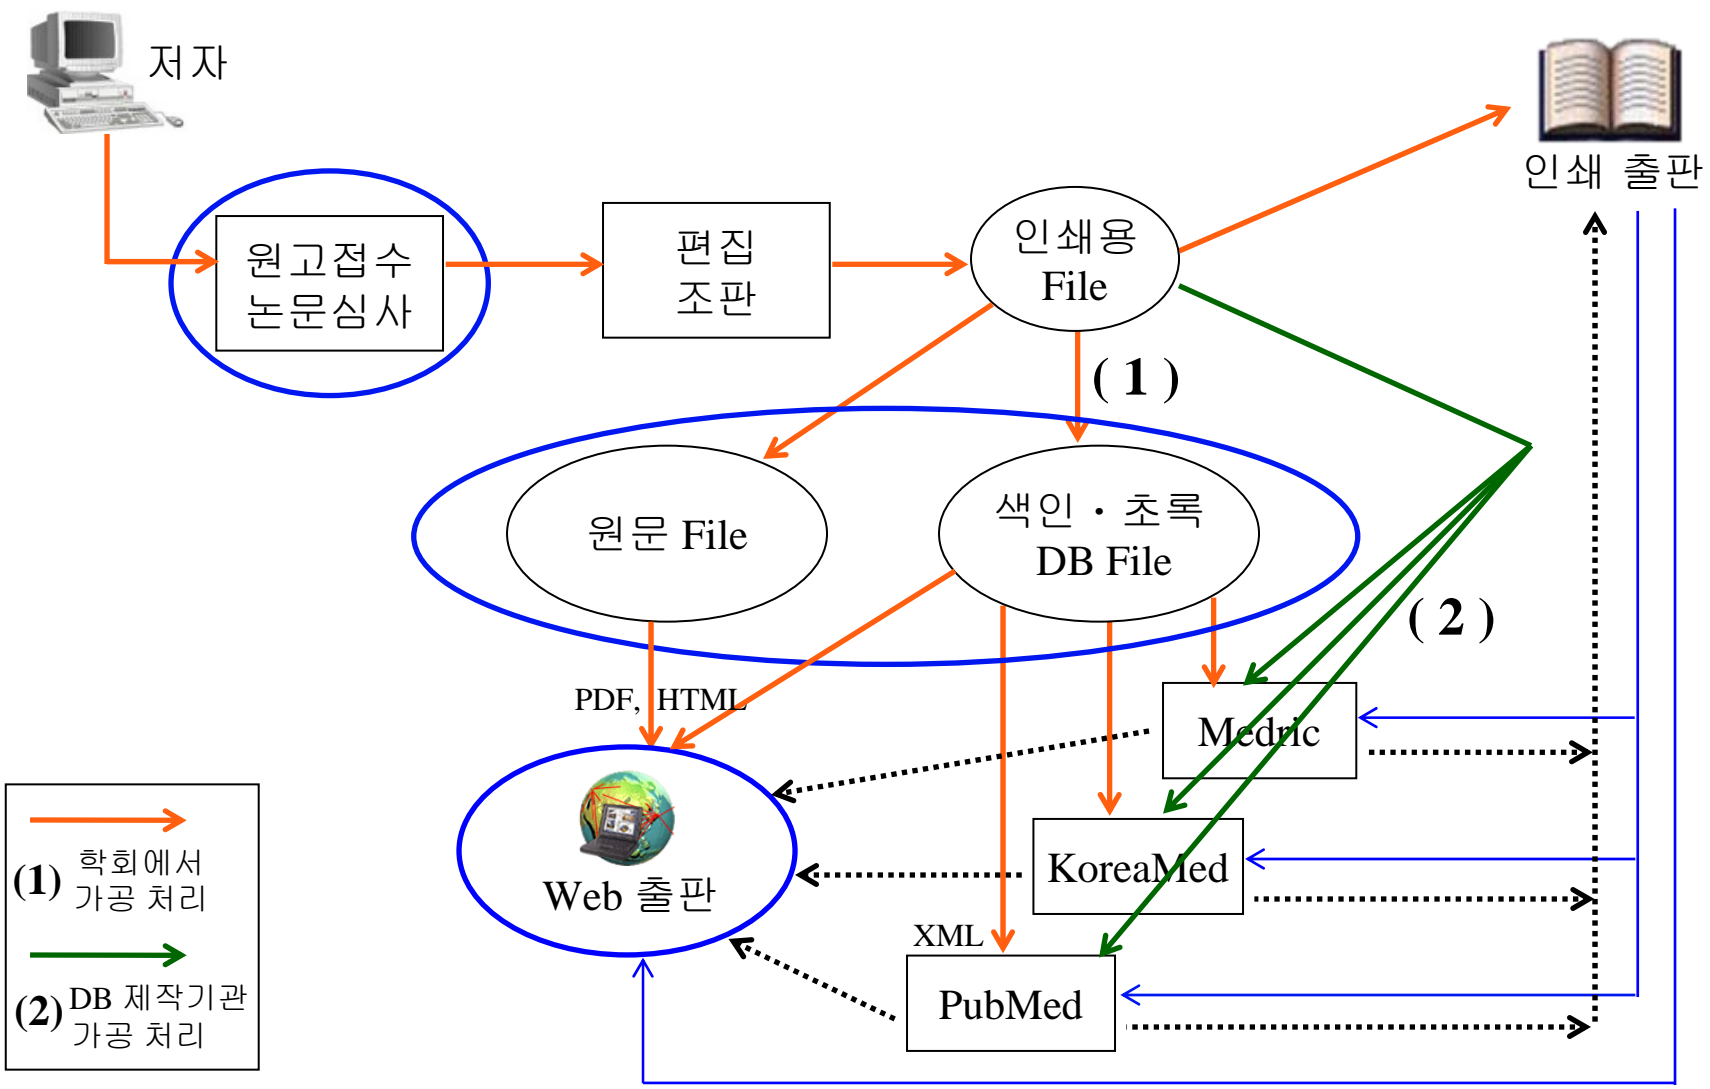 저자
인쇄 출판
원고접수
논문심사
편집
조판
인쇄용
File
( 1 )
원문 File
색인 · 초록
DB File
( 2 )
PDF, HTML
Medric
Web 출판
KoreaMed
XML
PubMed
(1) 학회에서
가공 처리
(2) DB 제작기관
가공 처리